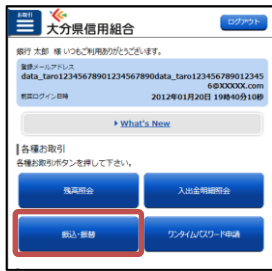 お取引
大分県信用組合
ログアウト
銀行 太郎 様 いつもご利用ありがとうございます。
登録メールアドレス
data_taro12345678901234567890data_taro123456789012345
6@XXXXX.com
前回ログイン日時
2012年01月20日 19時40分10秒
What's New
各種お取引
各種お取引ボタンを押して下さい。
残高照会
入出金明細照会
振込・振替
ワンタイムパスワード申請